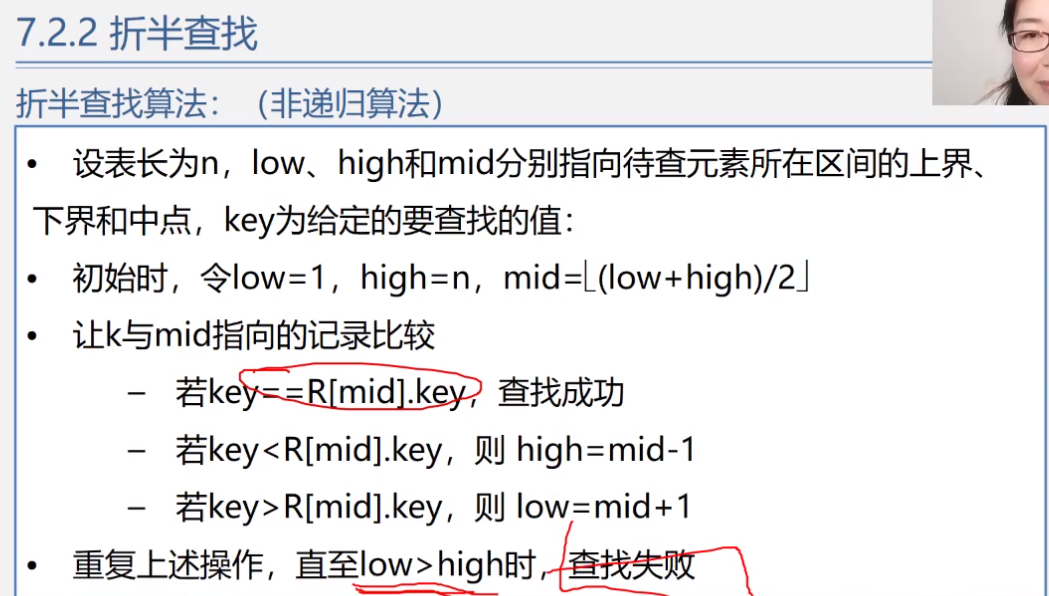 7.2.2 折半查找
折半查找算法：（非递归算法）
• 设表长为n，low、high和mid分别指向待查元素所在区间的上界、
下界和中点，key为给定的要查找的值：
• 初始时，令low=1，high=n，mid=⌊(low+high)/2⌋
• 让k与mid指向的记录比较
– 若key==R[mid].key，查找成功
– 若key<R[mid].key，则 high=mid-1
– 若key>R[mid].key，则 low=mid+1
• 重复上述操作，直至low>high时，查找失败